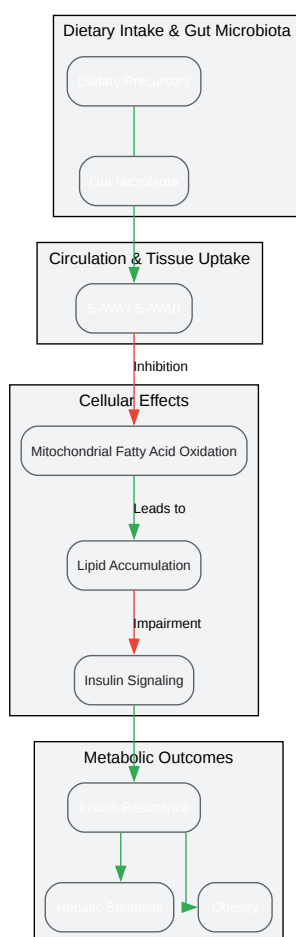 Dietary Intake & Gut Microbiota
Dietary Precursors
Gut Microbiota
Circulation & Tissue Uptake
5-AVA / 5-AVAB
Inhibition
Cellular Effects
Mitochondrial Fatty Acid Oxidation
Leads to
Lipid Accumulation
Impairment
Insulin Signaling
Metabolic Outcomes
Insulin Resistance
Hepatic Steatosis
Obesity